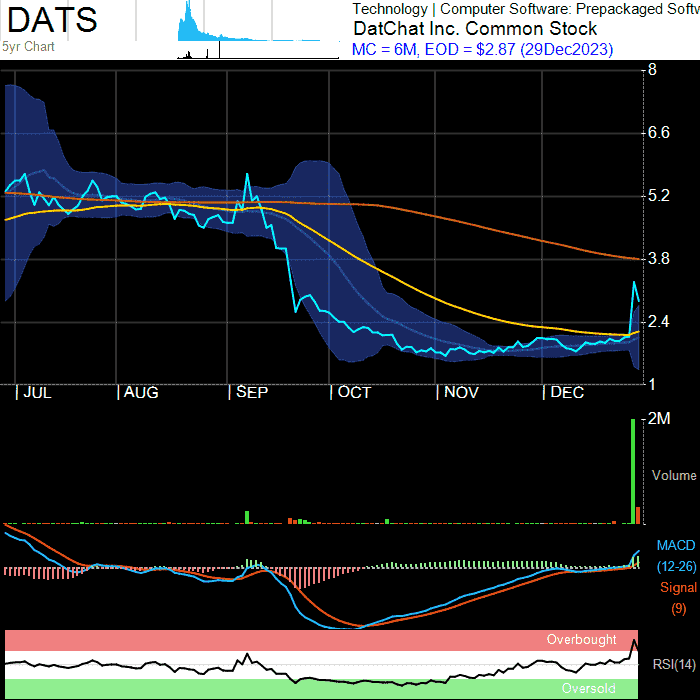 DATS
5yr Chart
Technology | Computer Software: Prepackaged Softw
DatChat Inc. Common Stock
MC = 6M, EOD = $2.87 (29Dec2023)
8
6.6
5.2
3.8
2.4
1
JUL AUG SEP OCT NOV DEC
2M
Volume
MACD
(12-26)
Signal
(9)
Overbought
RSI(14)
Oversold